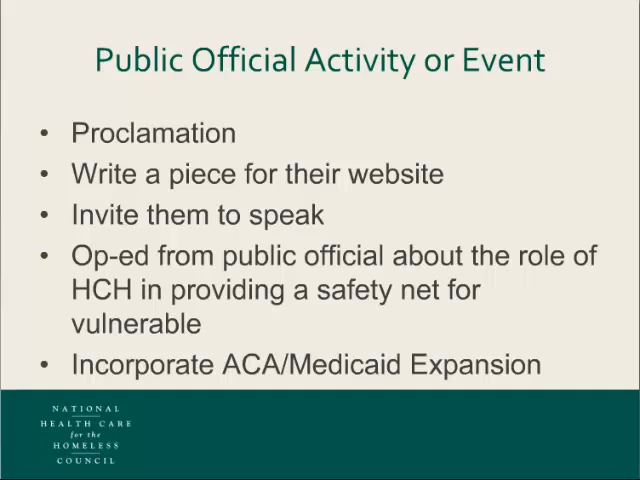 Public Official Activity or Event
• Proclamation
• Write a piece for their website
• Invite them to speak
• Op-ed from public official about the role of
HCH in providing a safety net for
vulnerable
• Incorporate ACA/Medicaid Expansion
NATIONAL
HEALTH CARE
for the
HOMELESS
COUNCIL